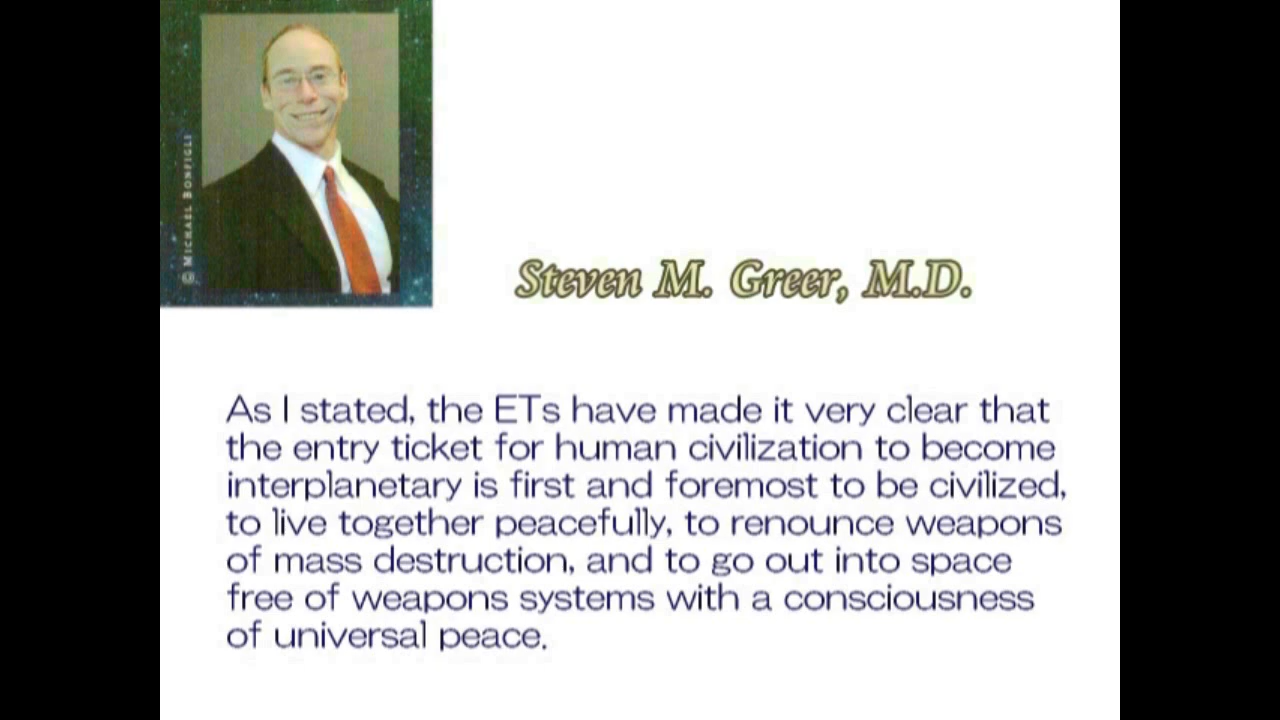 © MICHAEL BONFIGLI
Steven M. Greer, M.D.
As I stated, the ETs have made it very clear that
the entry ticket for human civilization to become
interplanetary is first and foremost to be civilized,
to live together peacefully, to renounce weapons
of mass destruction, and to go out into space
free of weapons systems with a consciousness
of universal peace.